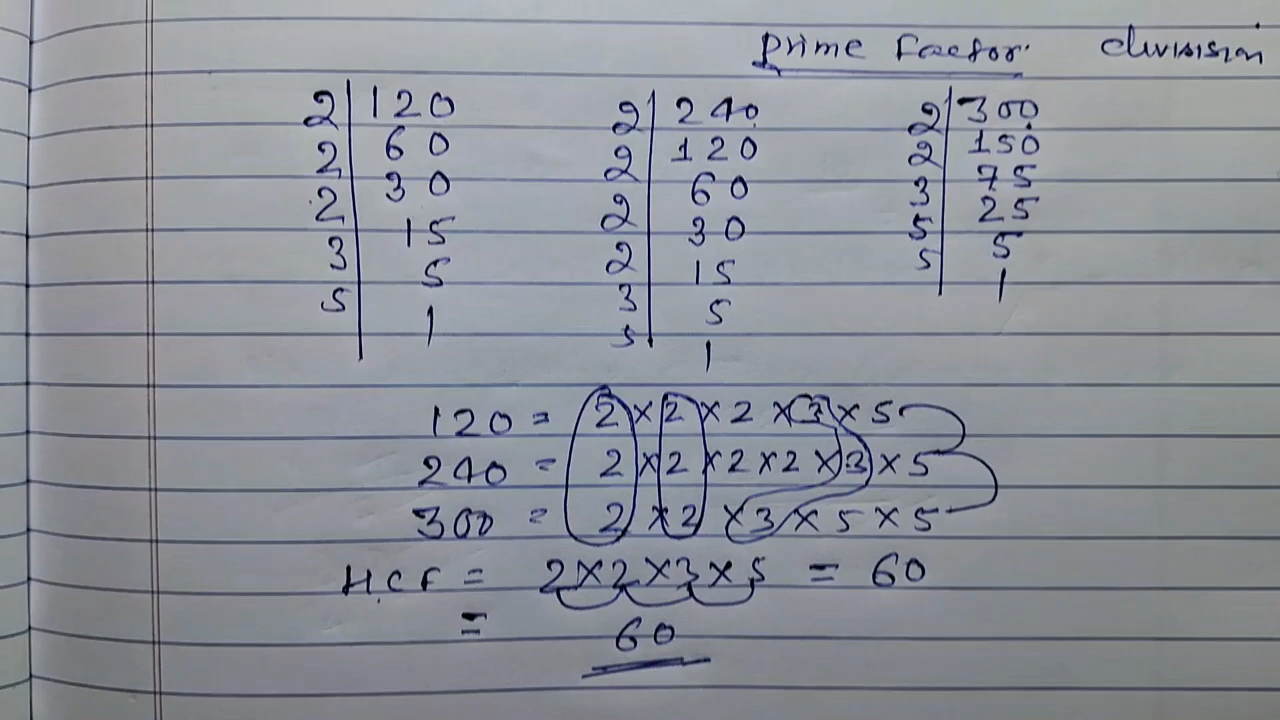 Prime Factor. division
2 | 120
2 | 60
2 | 30
3 | 15
5 | 5
1
2 | 240
2 | 120
2 | 60
2 | 30
3 | 15
5 | 5
1
2 | 300
2 | 150
3 | 75
5 | 25
5 | 5
1
120 = 2 × 2 × 2 × 3 × 5
240 = 2 × 2 × 2 × 2 × 3 × 5
300 = 2 × 2 × 3 × 5 × 5
H.C.F = 2 × 2 × 3 × 5 = 60
= 60